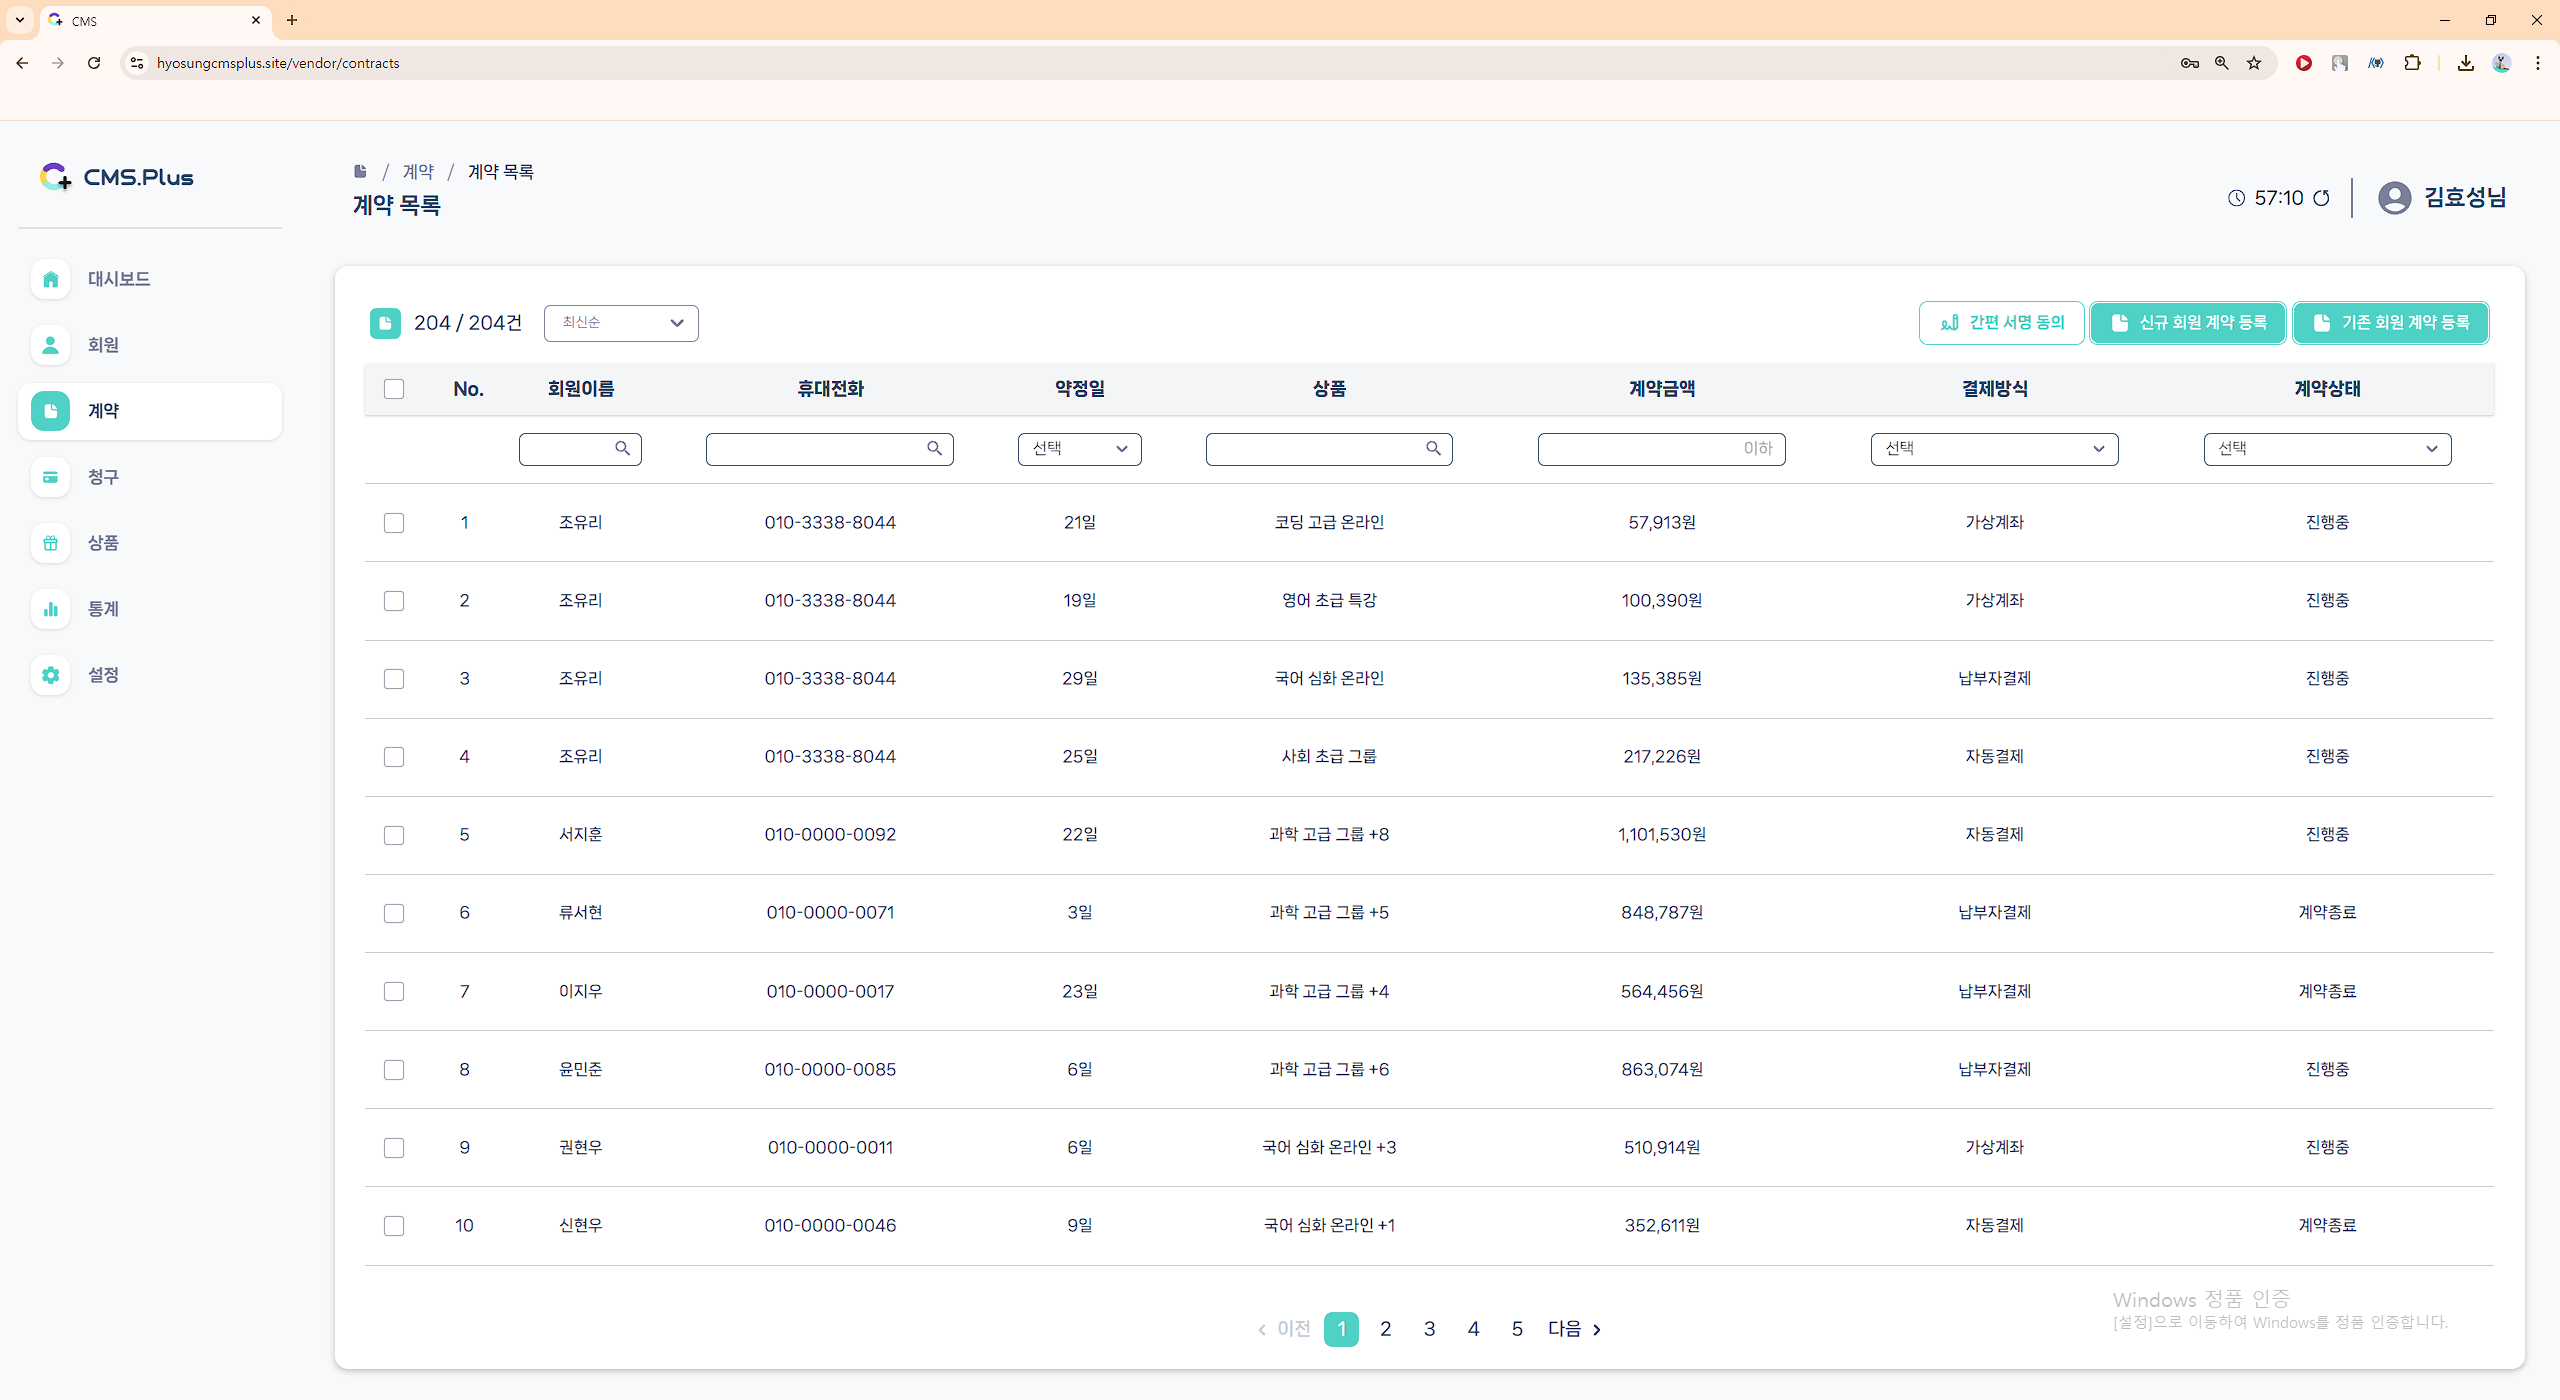 CMS
hyosungcmsplus.site/vendor/contracts
CMS.Plus
/ 계약 / 계약 목록
계약 목록
57:10
김효성님
대시보드
회원
계약
청구
상품
통계
설정
204 / 204건
최신순
간편 서명 동의
신규 회원 계약 등록
기존 회원 계약 등록
No. 회원이름 휴대전화 약정일 상품 계약금액 결제방식 계약상태
선택 이하 선택 선택
1 조유리 010-3338-8044 21일 코딩 고급 온라인 57,913원 가상계좌 진행중
2 조유리 010-3338-8044 19일 영어 초급 특강 100,390원 가상계좌 진행중
3 조유리 010-3338-8044 29일 국어 심화 온라인 135,385원 납부자결제 진행중
4 조유리 010-3338-8044 25일 사회 초급 그룹 217,226원 자동결제 진행중
5 서지훈 010-0000-0092 22일 과학 고급 그룹 +8 1,101,530원 자동결제 진행중
6 류서현 010-0000-0071 3일 과학 고급 그룹 +5 848,787원 납부자결제 계약종료
7 이지우 010-0000-0017 23일 과학 고급 그룹 +4 564,456원 납부자결제 계약종료
8 윤민준 010-0000-0085 6일 과학 고급 그룹 +6 863,074원 납부자결제 진행중
9 권현우 010-0000-0011 6일 국어 심화 온라인 +3 510,914원 가상계좌 진행중
10 신현우 010-0000-0046 9일 국어 심화 온라인 +1 352,611원 자동결제 계약종료
이전 1 2 3 4 5 다음
Windows 정품 인증
[설정]으로 이동하여 Windows를 정품 인증합니다.